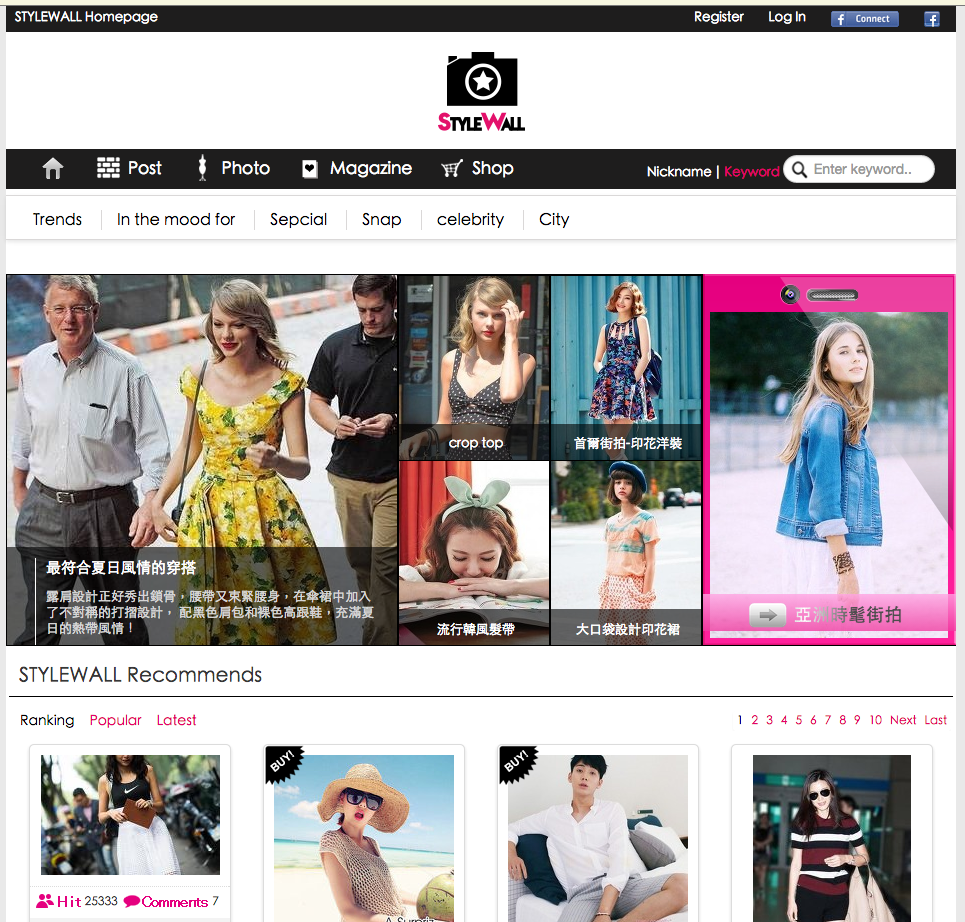 STYLEWALL Homepage
Register
Log In
Connect
STYLEWALL
Post
Photo
Magazine
Shop
Nickname | Keyword
Enter keyword..
Trends
In the mood for
Sepcial
Snap
celebrity
City
最符合夏日風情的穿搭
露肩設計正好秀出鎖骨，腰帶又束緊腰身，在傘裙中加入
了不對稱的打摺設計， 配黑色肩包和裸色高跟鞋，充滿夏
日的熱帶風情！
crop top
首爾街拍-印花洋裝
流行韓風髮帶
大口袋設計印花裙
亞洲時髦街拍
STYLEWALL Recommends
Ranking Popular Latest
1 2 3 4 5 6 7 8 9 10 Next Last
BUY!
BUY!
Hit 25333 Comments 7